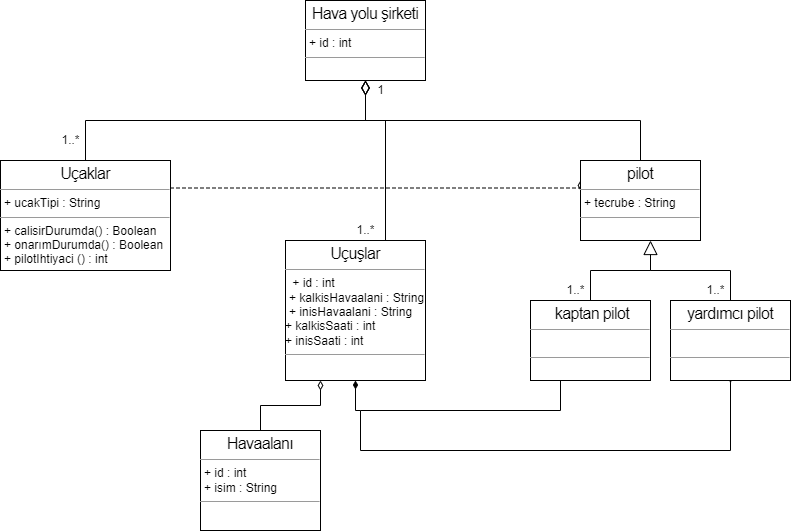 Hava yolu şirketi
+ id : int
1
1..*
Uçaklar
+ ucakTipi : String
+ calisirDurumda() : Boolean
+ onarımDurumda() : Boolean
+ pilotIhtiyaci () : int
pilot
+ tecrube : String
1..*
Uçuşlar
+ id : int
+ kalkisHavaalani : String
+ inisHavaalani : String
+ kalkisSaati : int
+ inisSaati : int
1..*
kaptan pilot
1..*
yardımcı pilot
Havaalanı
+ id : int
+ isim : String